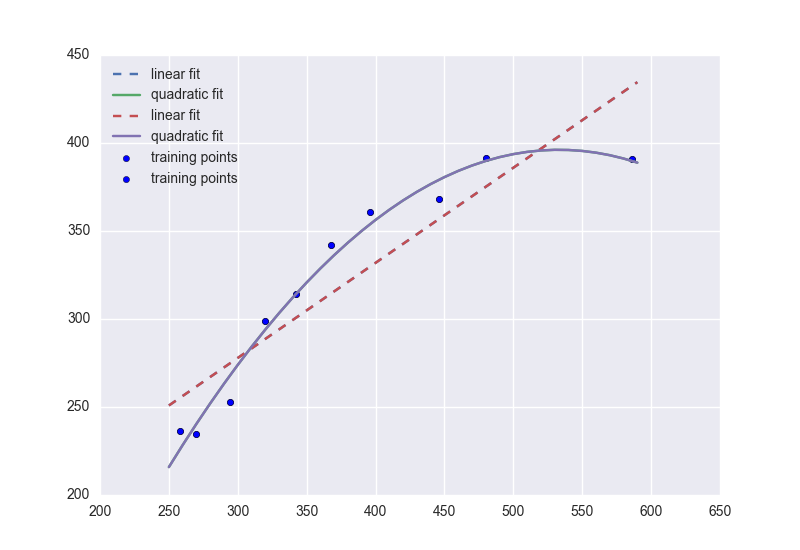 450
400
350
300
250
200
linear fit
quadratic fit
linear fit
quadratic fit
training points
training points
200 250 300 350 400 450 500 550 600 650